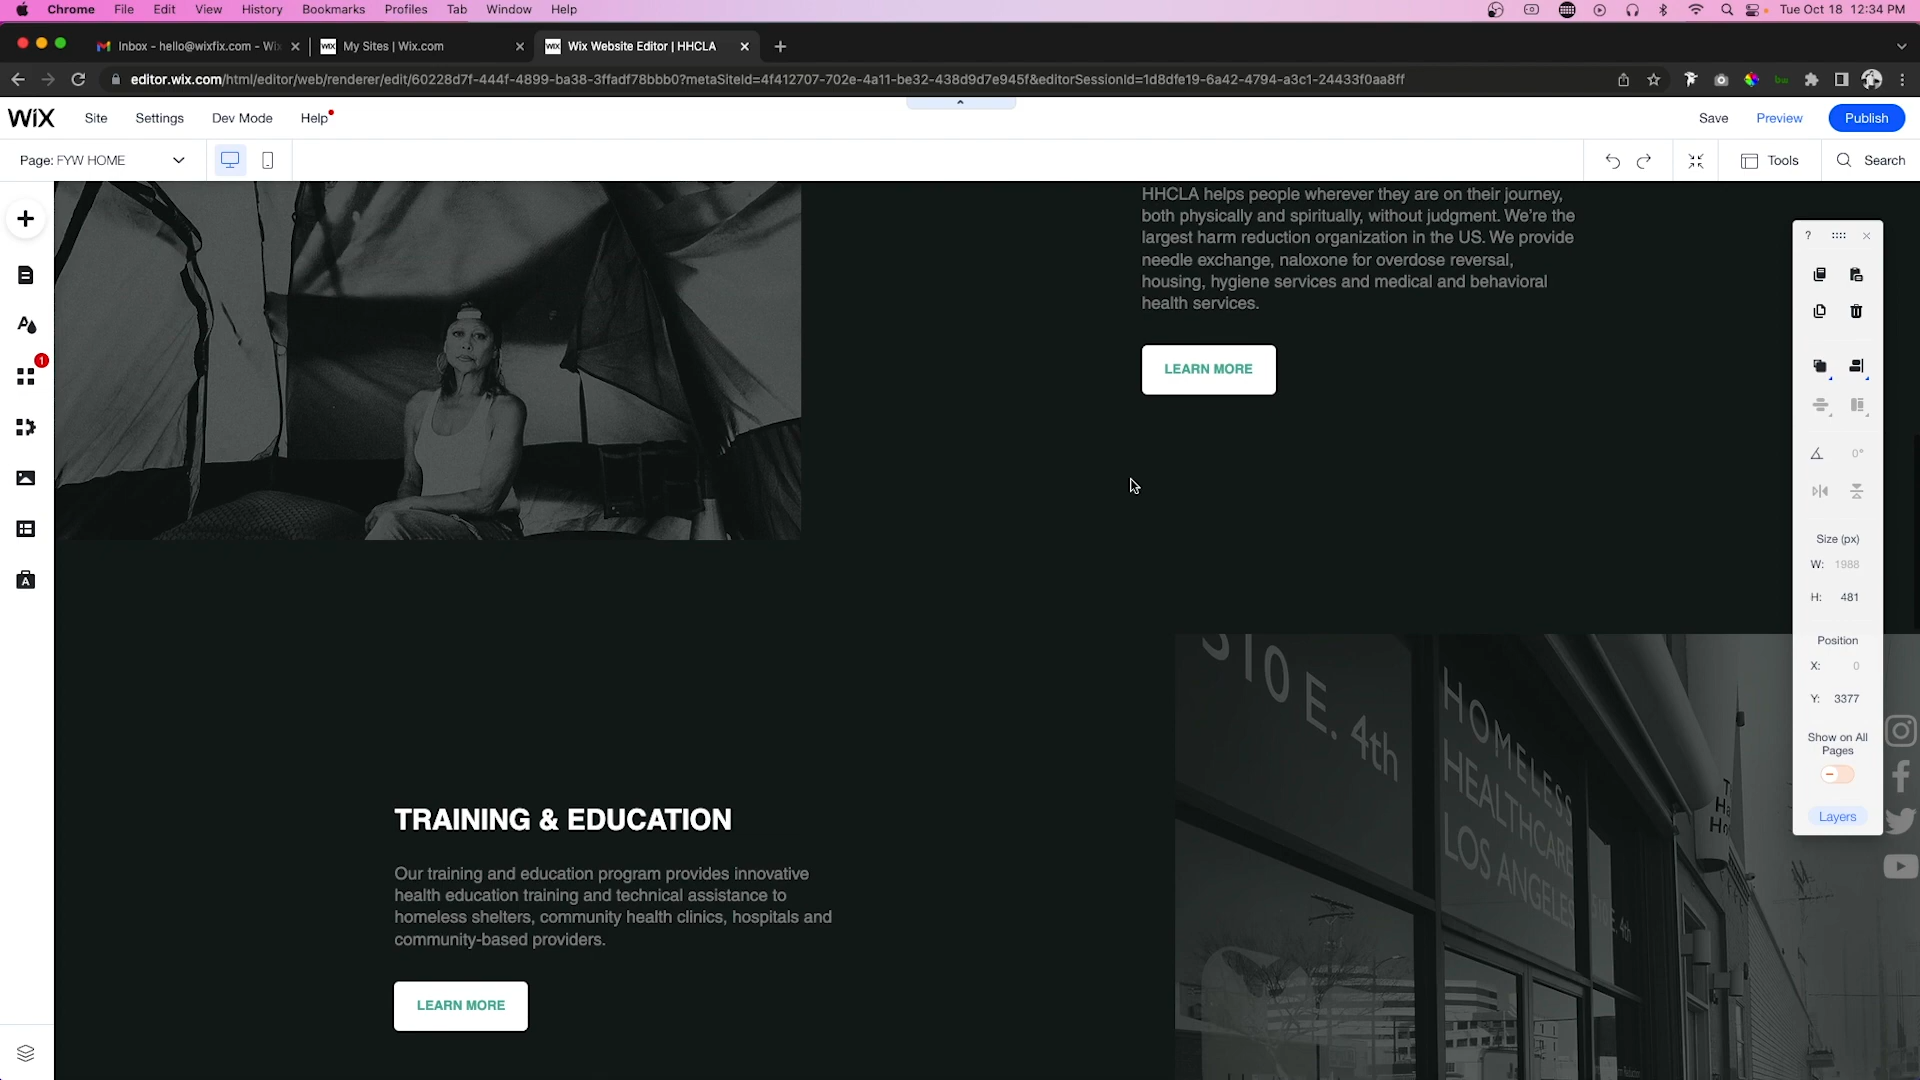 Chrome File Edit View History Bookmarks Profiles Tab Window Help
Tue Oct 18 12:34 PM
Inbox - hello@wixfix.com - Wi
WIX My Sites | Wix.com
WIX Wix Website Editor | HHCLA
editor.wix.com/html/editor/web/renderer/edit/60228d7f-444f-4899-ba38-3ffadf78bbb0?metaSiteId=4f412707-702e-4a11-be32-438d9d7e945f&editorSessionId=1d8dfe19-6a42-4794-a3c1-24433f0aa8ff
WiX Site Settings Dev Mode Help
Save Preview Publish
Page: FYW HOME
Tools Search
HHCLA helps people wherever they are on their journey,
both physically and spiritually, without judgment. We're the
largest harm reduction organization in the US. We provide
needle exchange, naloxone for overdose reversal,
housing, hygiene services and medical and behavioral
health services.
LEARN MORE
1
A
?
0°
Size (px)
W: 1988
H: 481
Position
X: 0
Y: 3377
Show on All
Pages
Layers
510 E. 4th
HOMELESS
HEALTHCARE
LOS ANGELES
510 E. 4th
TRAINING & EDUCATION
Our training and education program provides innovative
health education training and technical assistance to
homeless shelters, community health clinics, hospitals and
community-based providers.
LEARN MORE